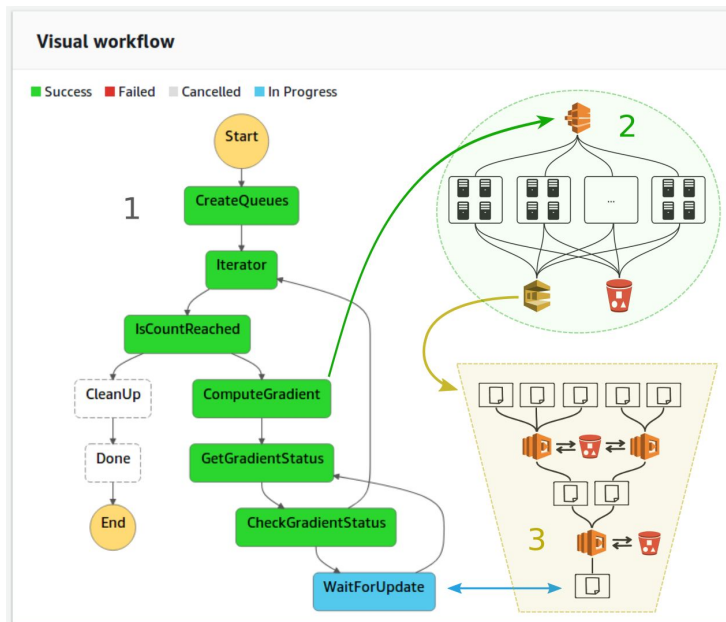 Visual workflow
Success Failed Cancelled In Progress
Start
1
2
CreateQueues
...
Iterator
IsCountReached
CleanUp
ComputeGradient
Done
GetGradientStatus
End
CheckGradientStatus
3
WaitForUpdate